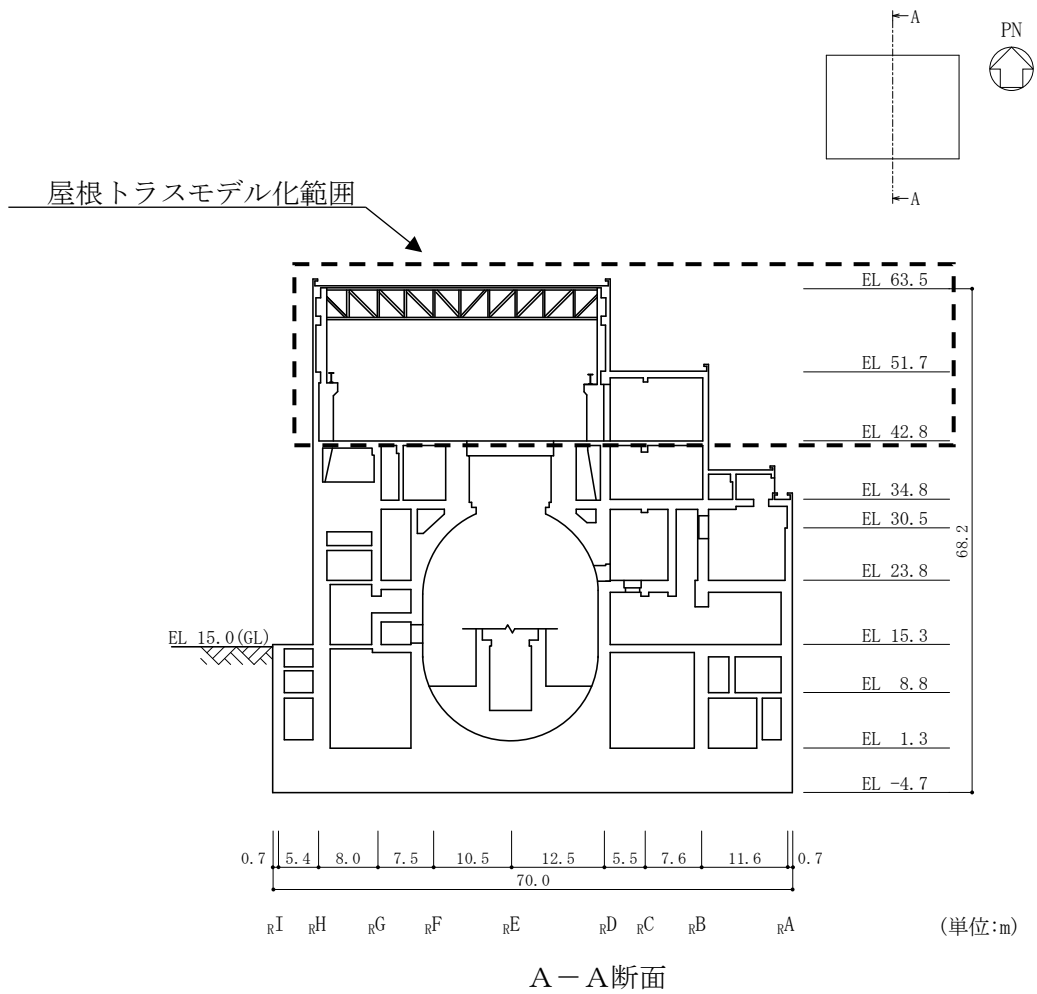 A
PN
A
屋根トラスモデル化範囲
EL 63.5
EL 51.7
EL 42.8
EL 34.8
EL 30.5
EL 23.8
EL 15.3
EL 8.8
EL 1.3
EL -4.7
68.2
EL 15.0(GL)
0.7 5.4 8.0 7.5 10.5 12.5 5.5 7.6 11.6 0.7
70.0
RI RH RG RF RE RD RC RB RA
(単位:m)
A-A断面